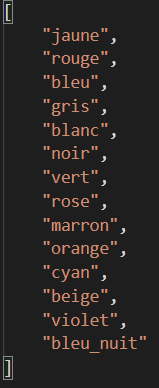 [
"jaune",
"rouge",
"bleu",
"gris",
"blanc",
"noir",
"vert",
"rose",
"marron",
"orange",
"cyan",
"beige",
"violet",
"bleu_nuit"
]